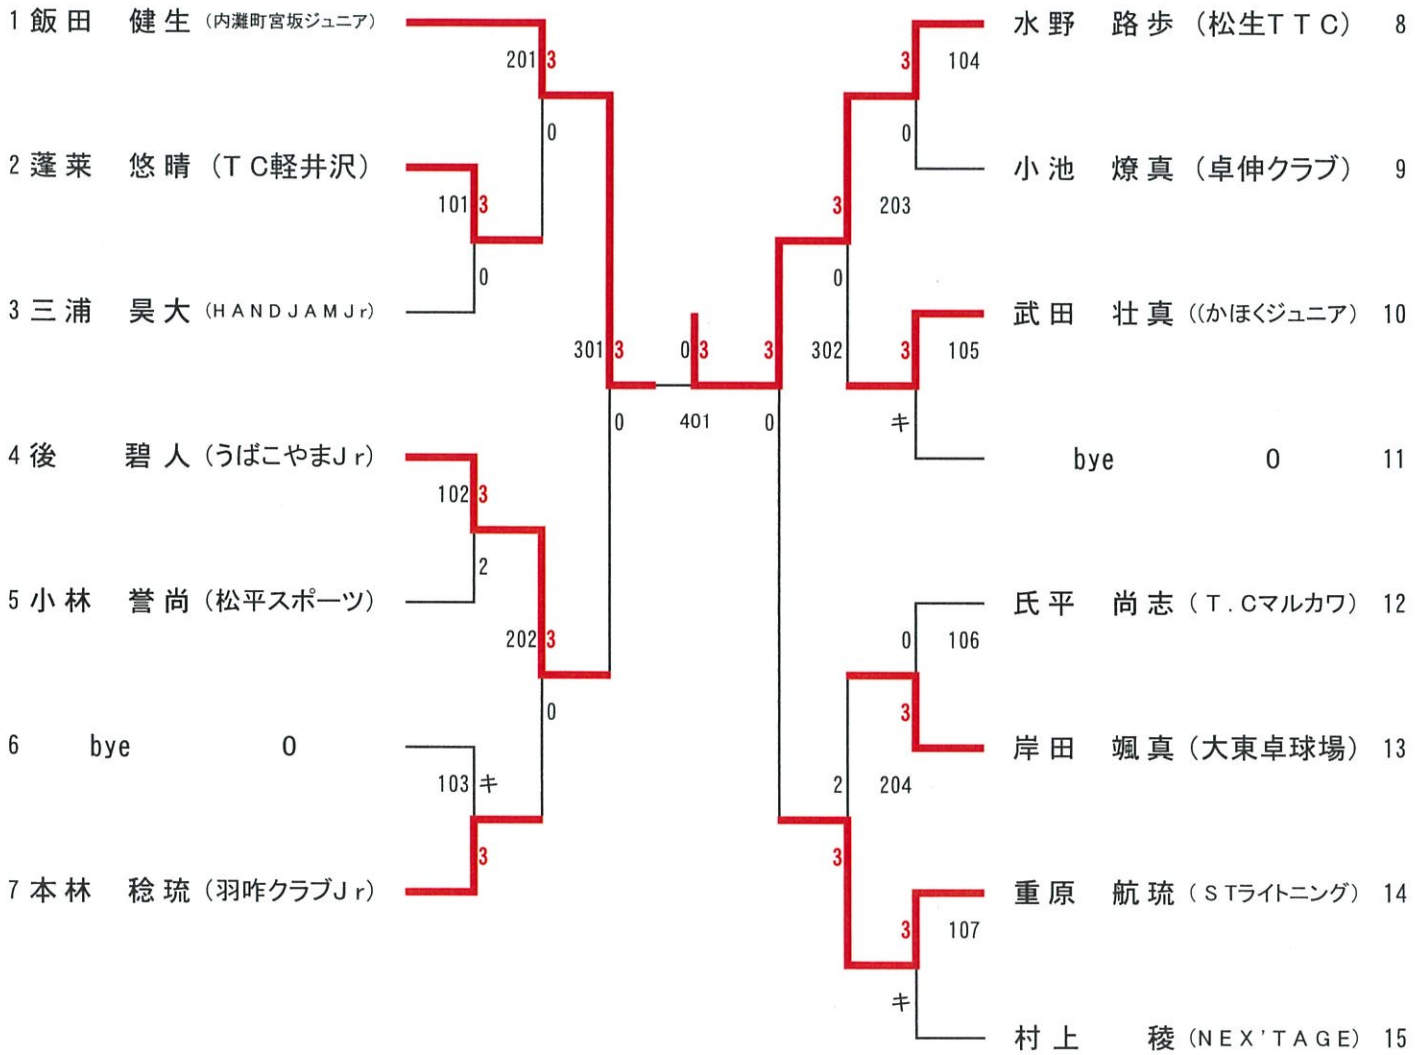 1 飯田 健生 (内灘町宮坂ジュニア)
201 3
0
2 蓬莱 悠晴 (TC軽井沢)
101 3
0
3 三浦 昊大 (HANDJAMJr)
301 3
0
4 後 碧人 (うばこやまJr)
102 3
2
5 小林 誉尚 (松平スポーツ)
202 3
0
6 bye 0
103 キ
3
7 本林 稔琉 (羽咋クラブJr)
0 3
401
水野 路歩 (松生TTC) 8
3 104
0
小池 燎真 (卓伸クラブ) 9
3 203
0
武田 壮真 ((かほくジュニア) 10
3 105
キ
bye 0 11
3 302
0
氏平 尚志 (T.Cマルカワ) 12
0 106
3
岸田 颯真 (大東卓球場) 13
2 204
3
重原 航琉 (STライトニング) 14
3 107
キ
村上 稜 (NEX'TAGE) 15